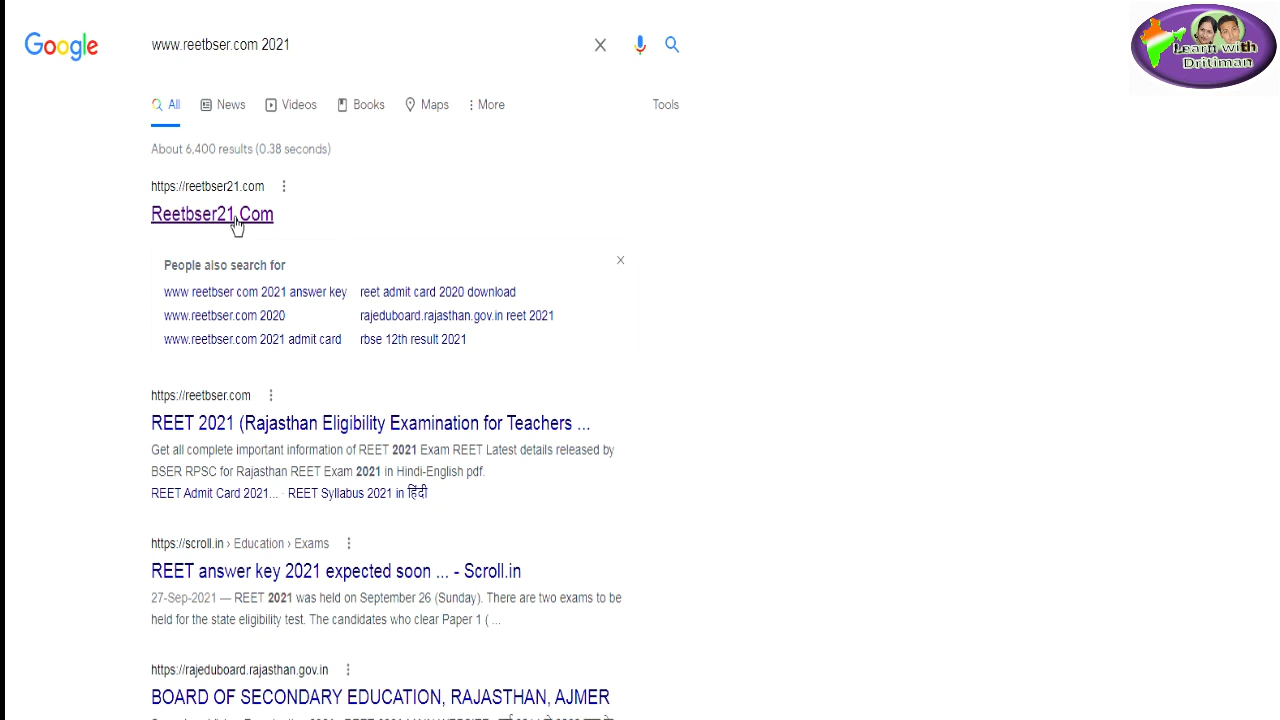 Google
www.reetbser.com 2021
Learn with
Dritiman
All News Videos Books Maps More Tools
About 6,400 results (0.38 seconds)
https://reetbser21.com
Reetbser21.Com
People also search for
www reetbser com 2021 answer key reet admit card 2020 download
www.reetbser.com 2020 rajeduboard.rajasthan.gov.in reet 2021
www.reetbser.com 2021 admit card rbse 12th result 2021
https://reetbser.com
REET 2021 (Rajasthan Eligibility Examination for Teachers ...
Get all complete important information of REET 2021 Exam REET Latest details released by
BSER RPSC for Rajasthan REET Exam 2021 in Hindi-English pdf.
REET Admit Card 2021... · REET Syllabus 2021 in हिंदी
https://scroll.in › Education › Exams
REET answer key 2021 expected soon ... - Scroll.in
27-Sep-2021 — REET 2021 was held on September 26 (Sunday). There are two exams to be
held for the state eligibility test. The candidates who clear Paper 1 ( ...
https://rajeduboard.rajasthan.gov.in
BOARD OF SECONDARY EDUCATION, RAJASTHAN, AJMER